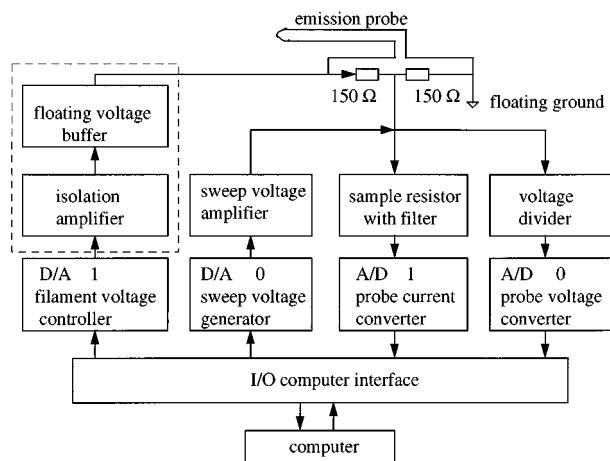 emission probe
150 Ω
150 Ω
floating ground
floating voltage
buffer
isolation
amplifier
sweep voltage
amplifier
sample resistor
with filter
voltage
divider
D/A 1
filament voltage
controller
D/A 0
sweep voltage
generator
A/D 1
probe current
converter
A/D 0
probe voltage
converter
I/O computer interface
computer